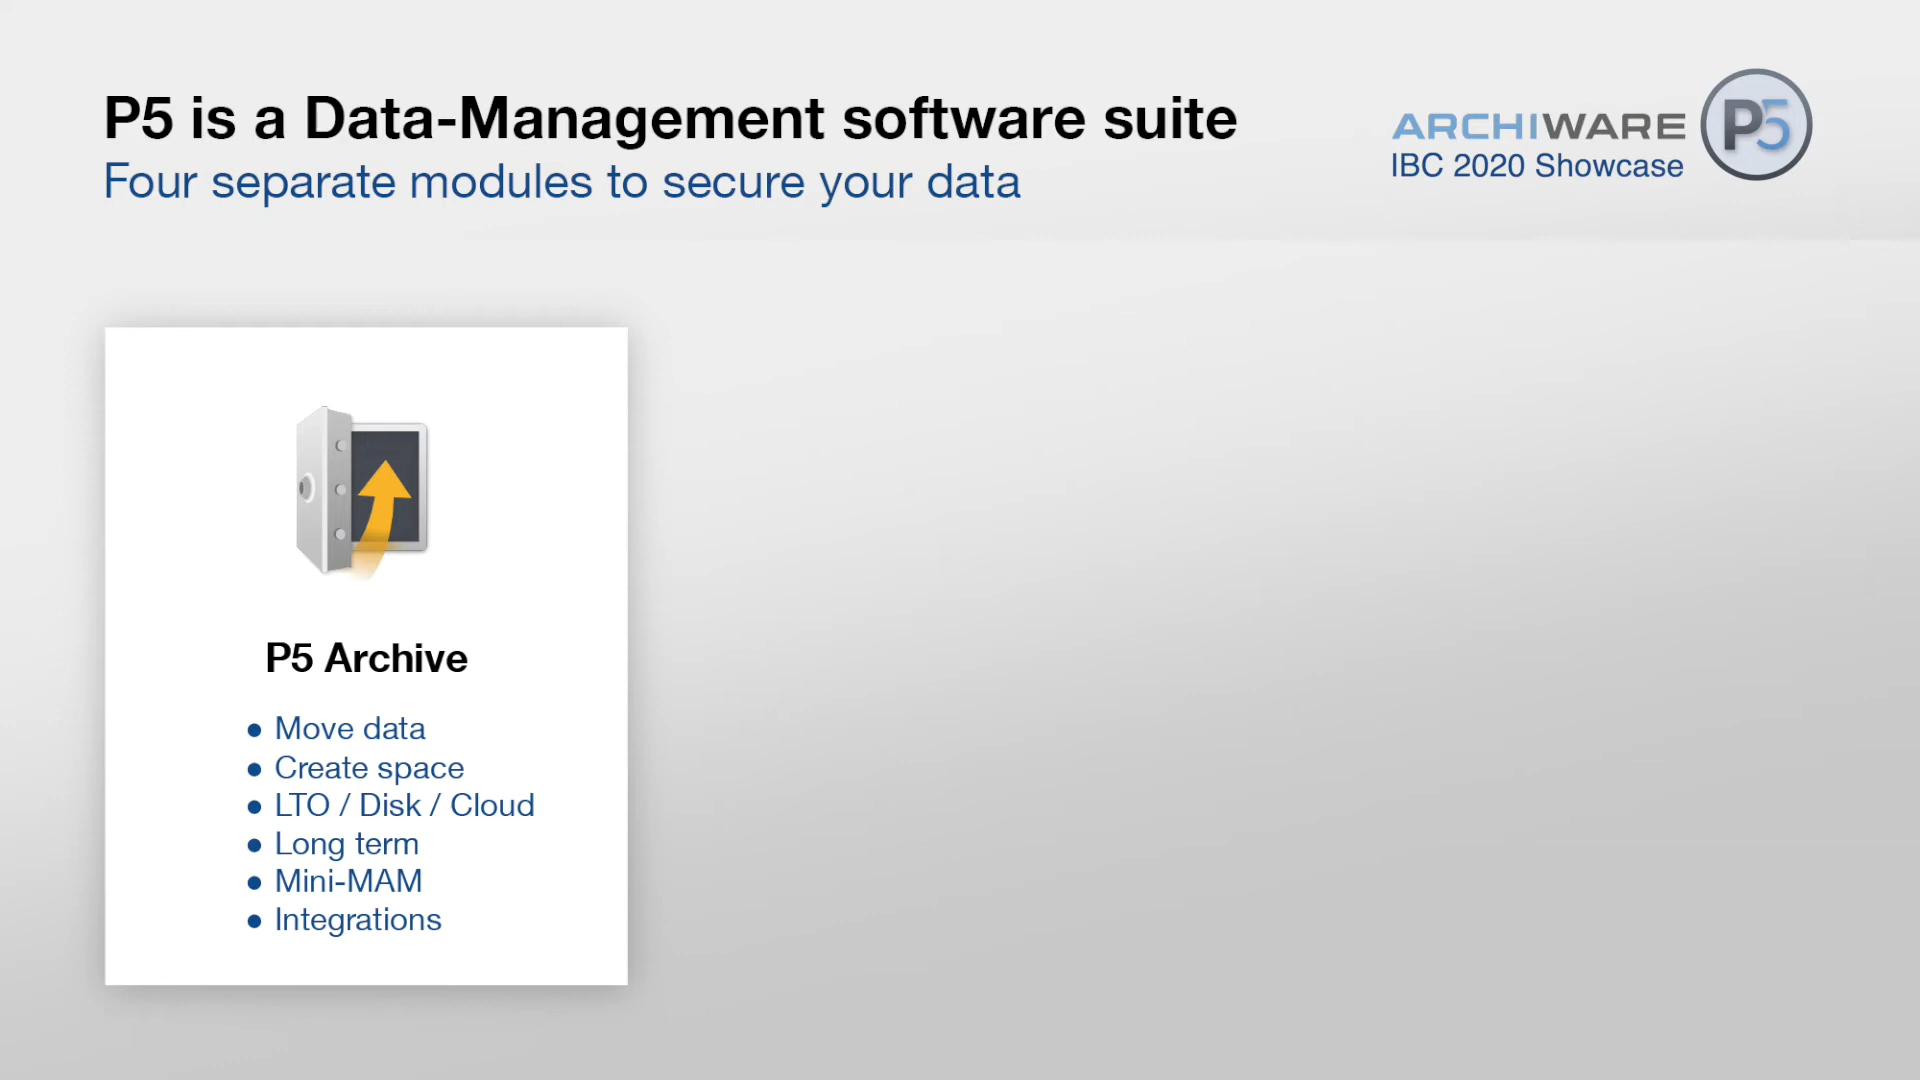 P5 is a Data-Management software suite
Four separate modules to secure your data
ARCHIWARE
IBC 2020 Showcase
P5
P5 Archive
● Move data
● Create space
● LTO / Disk / Cloud
● Long term
● Mini-MAM
● Integrations